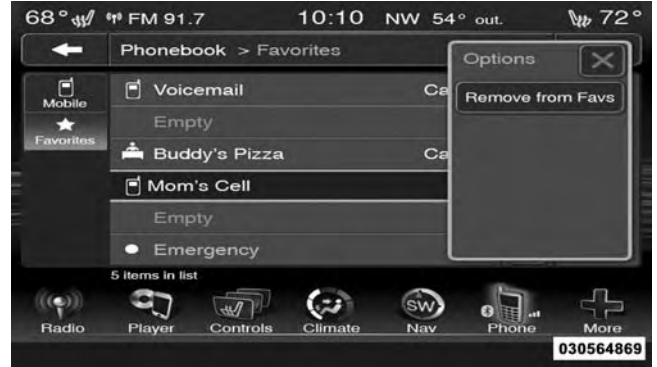 68° FM 91.7 10:10 NW 54° out. 72°
Phonebook > Favorites
Options
Mobile
Voicemail Ca
Remove from Favs
Empty
Favorites
Buddy's Pizza Ca
Mom's Cell
Empty
Emergency
5 items in list
SW
Radio Player Controls Climate Nav Phone More
030564869